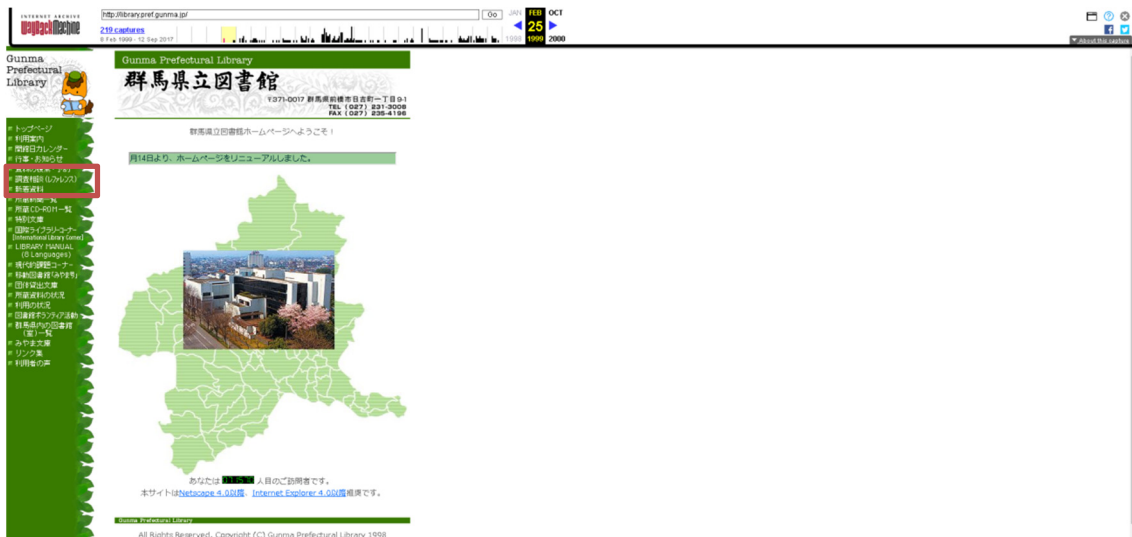 INTERNET ARCHIVE
WayBackMachine
http://library.pref.gunma.jp/
Go
JAN FEB OCT
219 captures
25
8 Feb 1999 - 12 Sep 2017
1998 1999 2000
About this capture
Gunma
Prefectural
Library
トップページ
利用案内
開館日カレンダー
行事・お知らせ
調査相談(レファレンス)
新着資料
所蔵新聞一覧
所蔵CD-ROM一覧
特別文庫
国際ライブラリーコーナー
[International Library Corner]
LIBRARY MANUAL
(8 Languages)
現代的課題コーナー
移動図書館「みやま号」
団体貸出文庫
所蔵資料の状況
利用の状況
図書館ボランティア活動
群馬県内の図書館
(室)一覧
みやま文庫
リンク集
利用者の声
Gunma Prefectural Library
群馬県立図書館
〒371-0017 群馬県前橋市日吉町一丁目9-1
TEL (027) 231-3008
FAX (027) 235-4196
群馬県立図書館ホームページへようこそ!
月14日より、ホームページをリニューアルしました。
あなたは 人目のご訪問者です。
本サイトはNetscape 4.0以降、Internet Explorer 4.0以降推奨です。
Gunma Prefectural Library
All Rights Reserved, Copyright (C) Gunma Prefectural Library 1998